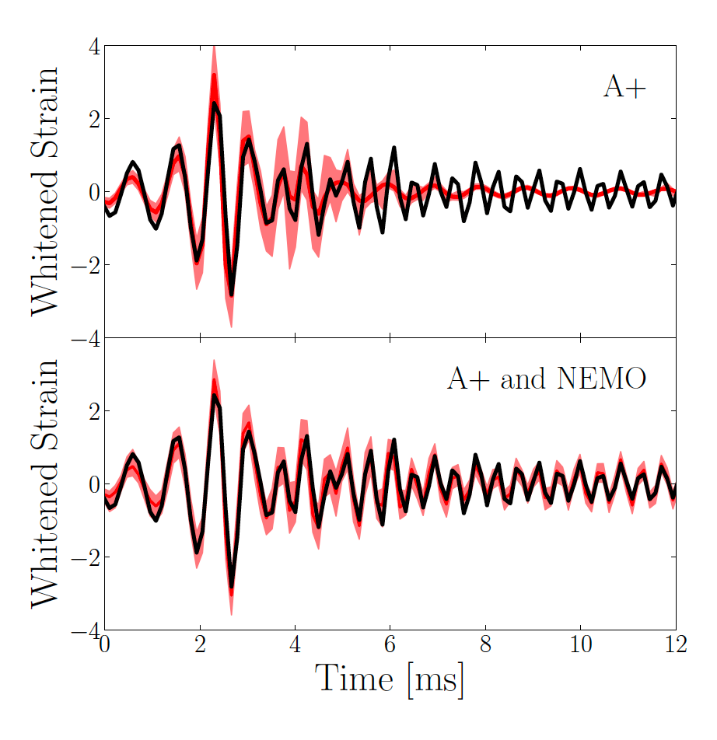 4
A+
2
0
−2
−4
Whitened Strain
A+ and NEMO
2
0
−2
−4
Whitened Strain
0 2 4 6 8 10 12
Time [ms]